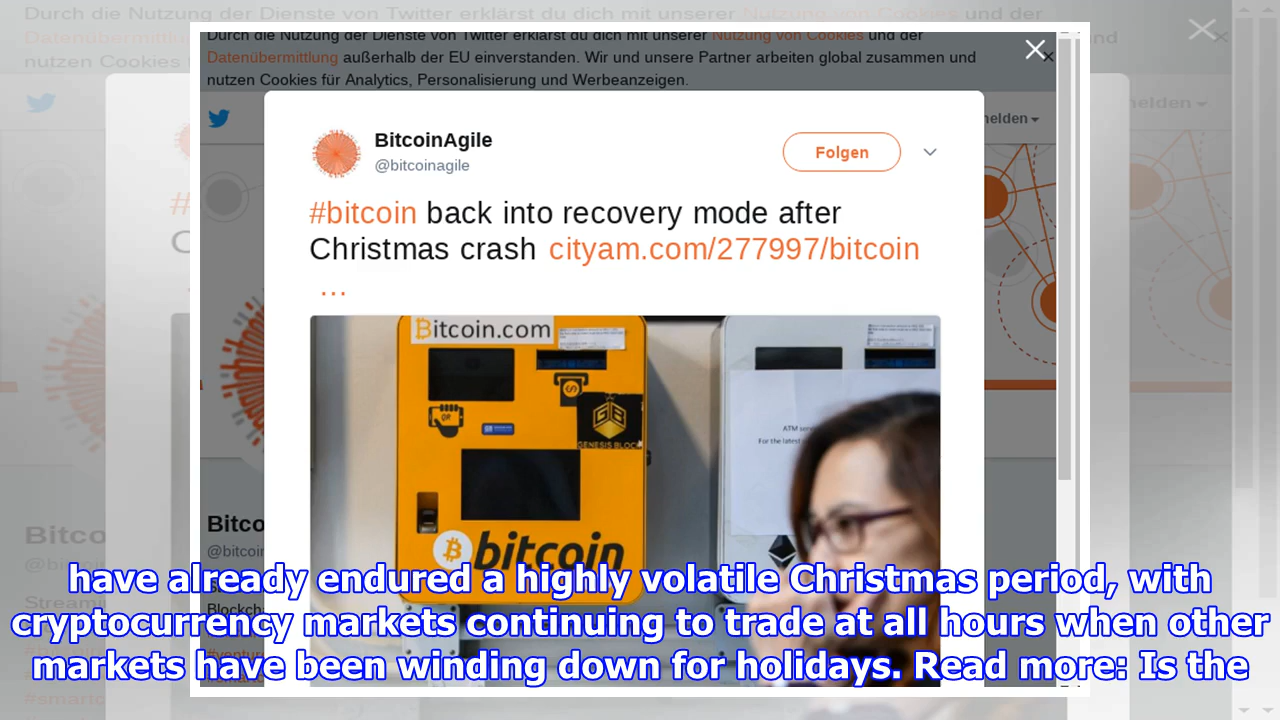 Durch die Nutzung der Dienste von Twitter erklärst du dich mit unserer Nutzung von Cookies und der
Datenübermittlung außerhalb der EU einverstanden. Wir und unsere Partner arbeiten global zusammen und
nutzen Cookies für Analytics, Personalisierung und Werbeanzeigen.
BitcoinAgile
@bitcoinagile
Folgen
#bitcoin back into recovery mode after
Christmas crash cityam.com/277997/bitcoin
…
Bitcoin.com
QR
GENESIS BLOCK
bitcoin
have already endured a highly volatile Christmas period, with
cryptocurrency markets continuing to trade at all hours when other
markets have been winding down for holidays. Read more: Is the